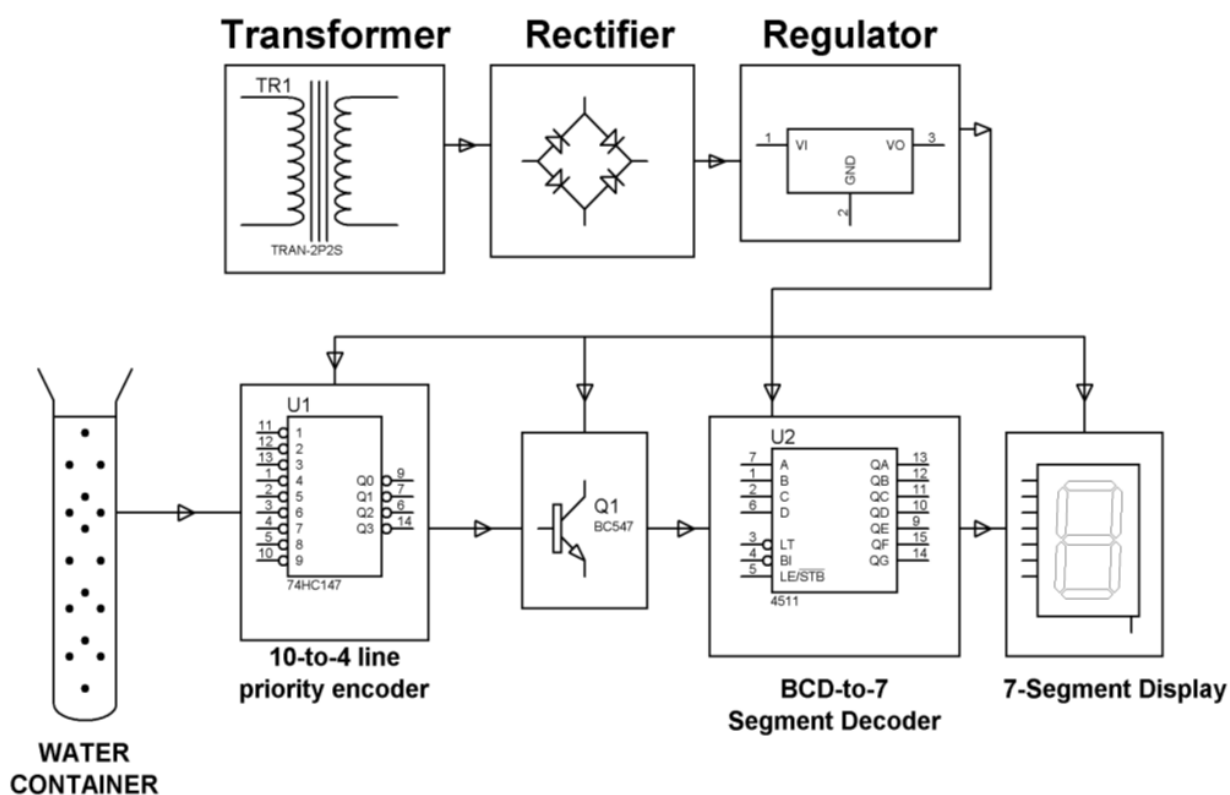 Transformer
Rectifier
Regulator
TR1
TRAN-2P2S
1
VI
VO
3
GND
2
U1
11 1
12 2
13 3
1 4
2 5
3 6
4 7
5 8
10 9
Q0 9
Q1 7
Q2 6
Q3 14
74HC147
10-to-4 line
priority encoder
Q1
BC547
U2
7 A
1 B
2 C
6 D
3 LT
4 BI
5 LE/STB
QA 13
QB 12
QC 11
QD 10
QE 9
QF 15
QG 14
4511
BCD-to-7
Segment Decoder
7-Segment Display
WATER
CONTAINER